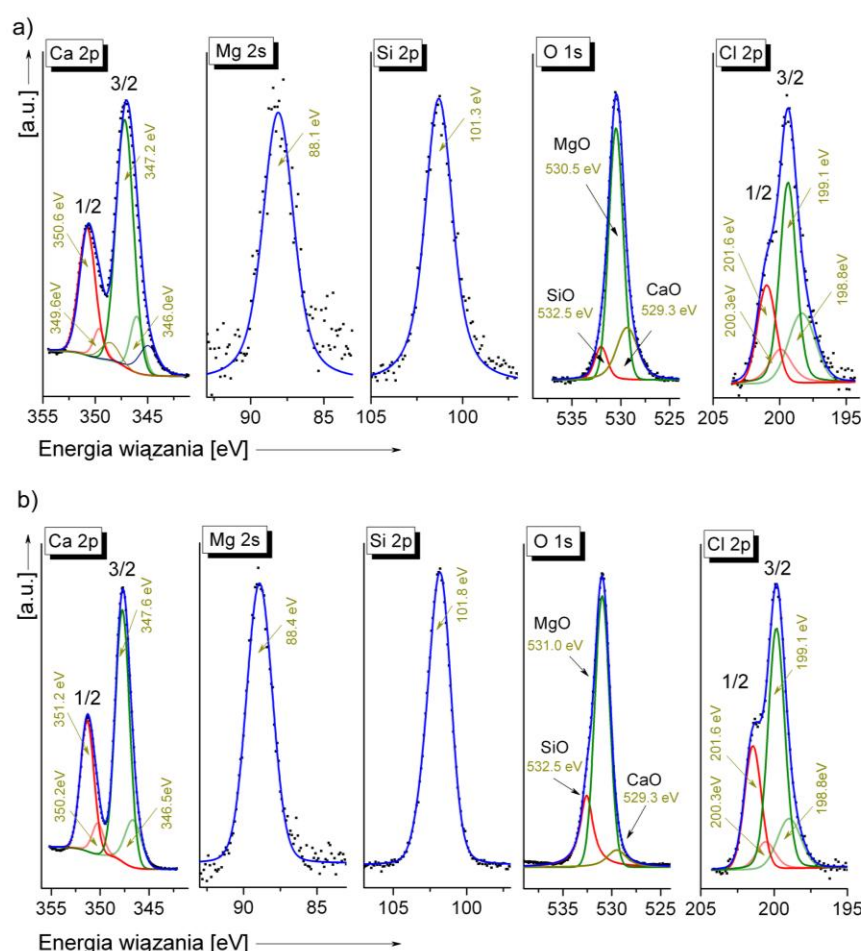 a)
Ca 2p
Mg 2s
Si 2p
O 1s
Cl 2p
[a.u.]
3/2
1/2
350.6 eV
347.2 eV
349.6eV
346.0eV
88.1 eV
101.3 eV
MgO
530.5 eV
SiO
532.5 eV
CaO
529.3 eV
3/2
1/2
199.1 eV
201.6 eV
200.3eV
198.8eV
355 350 345
90 85
105 100
535 530 525
205 200 195
Energia wiązania [eV]
b)
Ca 2p
Mg 2s
Si 2p
O 1s
Cl 2p
[a.u.]
3/2
1/2
347.6 eV
351.2 eV
350.2eV
346.5eV
88.4 eV
101.8 eV
MgO
531.0 eV
SiO
532.5 eV
CaO
529.3 eV
3/2
1/2
199.1 eV
201.6 eV
200.3eV
198.8eV
355 350 345
90 85
105 100
535 530 525
205 200 195
Energia wiązania [eV]